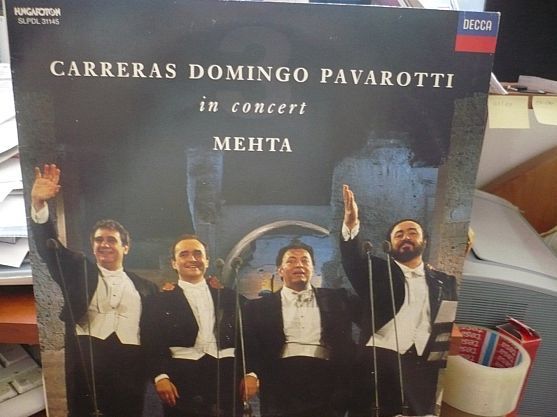 HUNGAROTON
SLPDL 31145
DECCA
CARRERAS DOMINGO PAVAROTTI
in concert
MEHTA